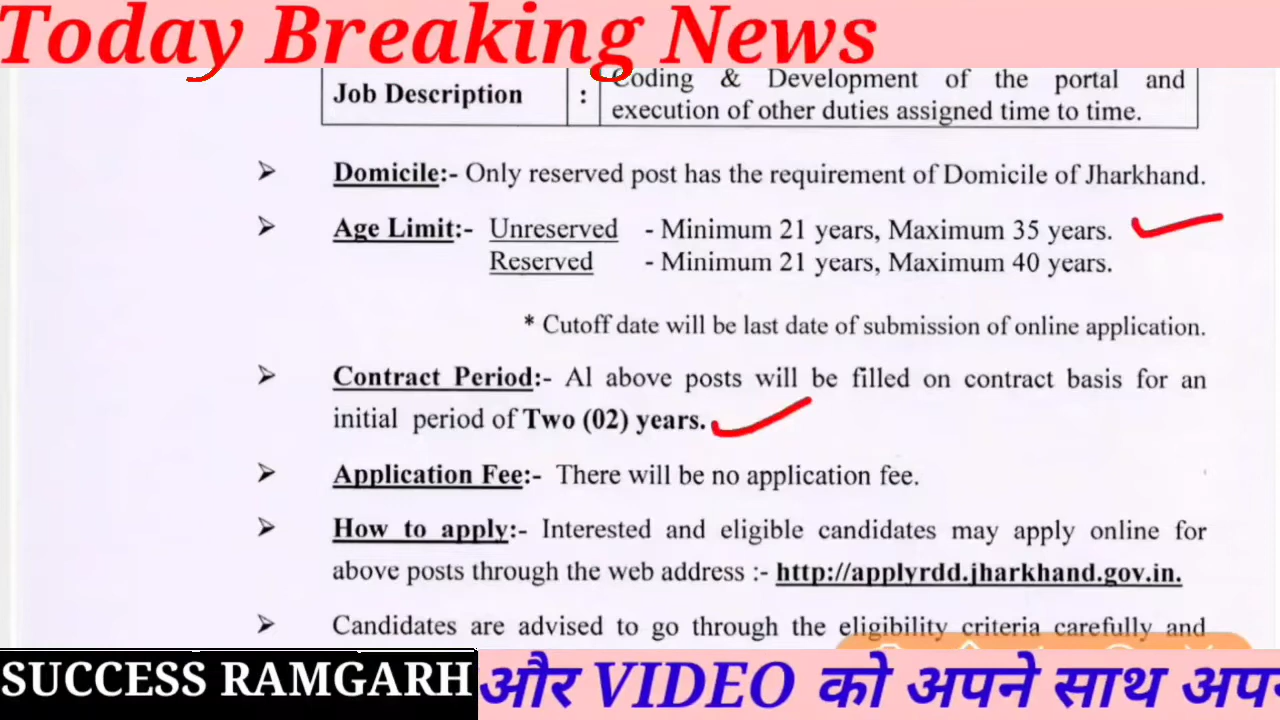 Today Breaking News
Job Description : Coding & Development of the portal and
execution of other duties assigned time to time.
➢ Domicile:- Only reserved post has the requirement of Domicile of Jharkhand.
➢ Age Limit:- Unreserved - Minimum 21 years, Maximum 35 years.
Reserved - Minimum 21 years, Maximum 40 years.
* Cutoff date will be last date of submission of online application.
➢ Contract Period:- Al above posts will be filled on contract basis for an
initial period of Two (02) years.
➢ Application Fee:- There will be no application fee.
➢ How to apply:- Interested and eligible candidates may apply online for
above posts through the web address :- http://applyrdd.jharkhand.gov.in.
➢ Candidates are advised to go through the eligibility criteria carefully and
SUCCESS RAMGARH और VIDEO को अपने साथ अपन